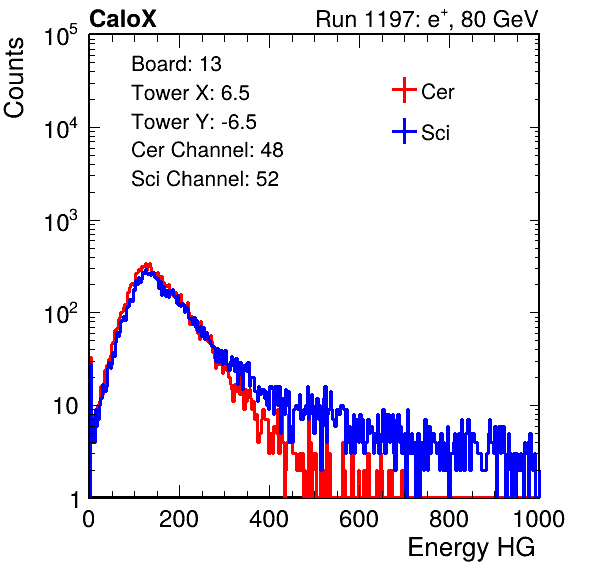 CaloX Run 1197: e⁺, 80 GeV
Counts
10⁵
10⁴
10³
10²
10
1
Board: 13
Tower X: 6.5
Tower Y: -6.5
Cer Channel: 48
Sci Channel: 52
Cer
Sci
0 200 400 600 800 1000
Energy HG